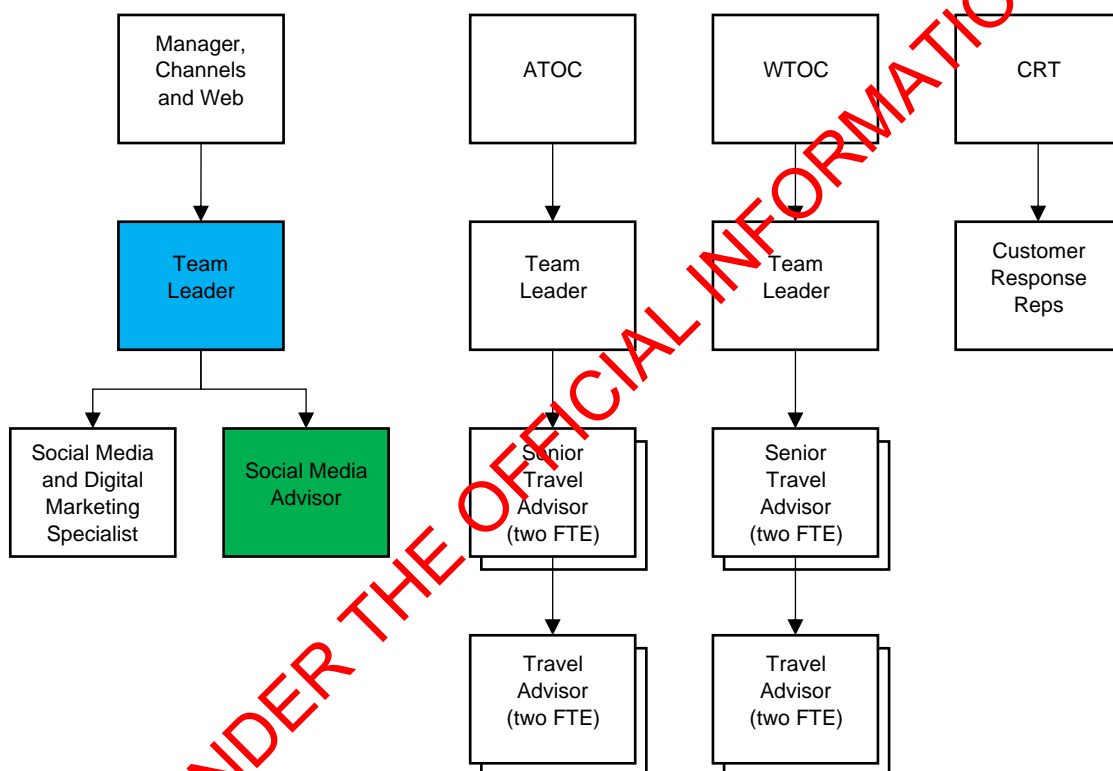 Manager,
Channels
and Web
ATOC
WTOC
CRT
Team
Leader
Team
Leader
Team
Leader
Customer
Response
Reps
Social Media
and Digital
Marketing
Specialist
Social Media
Advisor
Senior
Travel
Advisor
(two FTE)
Senior
Travel
Advisor
(two FTE)
Travel
Advisor
(two FTE)
Travel
Advisor
(two FTE)
THE OFFICIAL